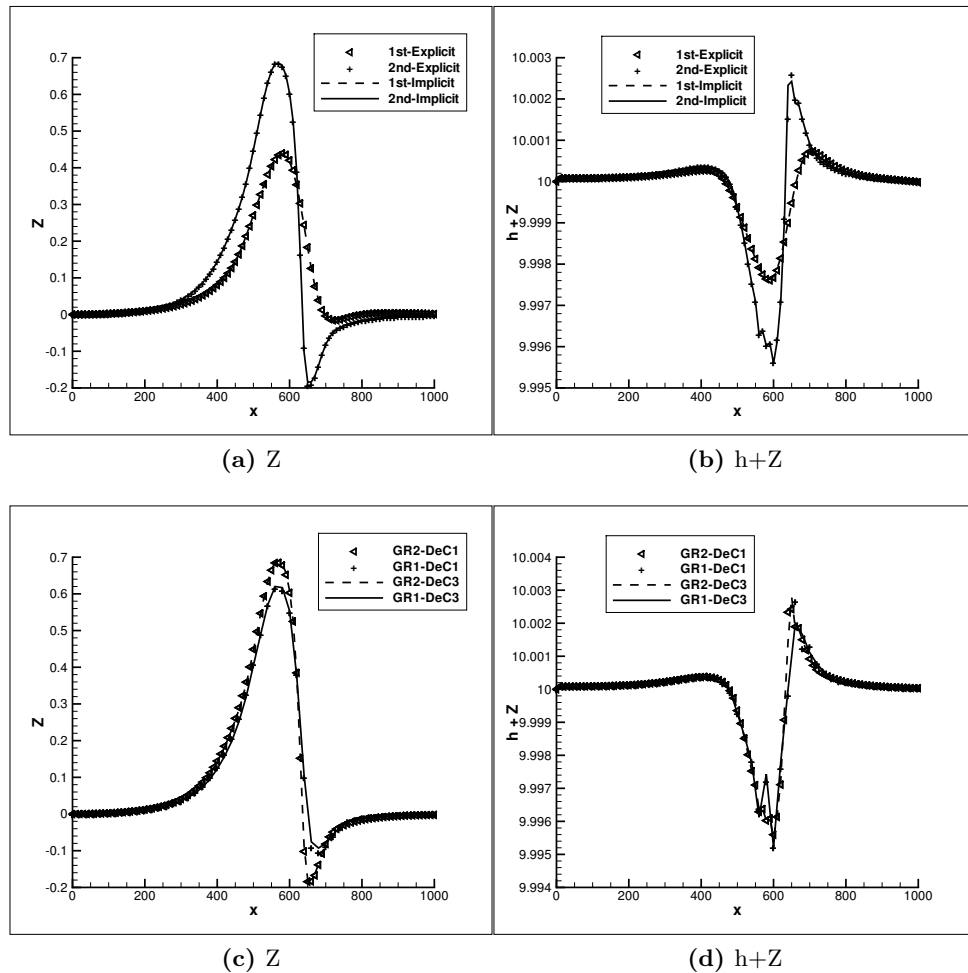 1st-Explicit
2nd-Explicit
1st-Implicit
2nd-Implicit
0.7
0.6
0.5
0.4
0.3
0.2
0.1
0
-0.1
-0.2
Z
0
200
400
600
800
1000
x
(a) Z
1st-Explicit
2nd-Explicit
1st-Implicit
2nd-Implicit
10.003
10.002
10.001
10
9.999
9.998
9.997
9.996
9.995
h+Z
0
200
400
600
800
1000
x
(b) h+Z
GR2-DeC1
GR1-DeC1
GR2-DeC3
GR1-DeC3
0.7
0.6
0.5
0.4
0.3
0.2
0.1
0
-0.1
-0.2
Z
0
200
400
600
800
1000
x
(c) Z
GR2-DeC1
GR1-DeC1
GR2-DeC3
GR1-DeC3
10.004
10.003
10.002
10.001
10
9.999
9.998
9.997
9.996
9.995
9.994
h+Z
0
200
400
600
800
1000
x
(d) h+Z